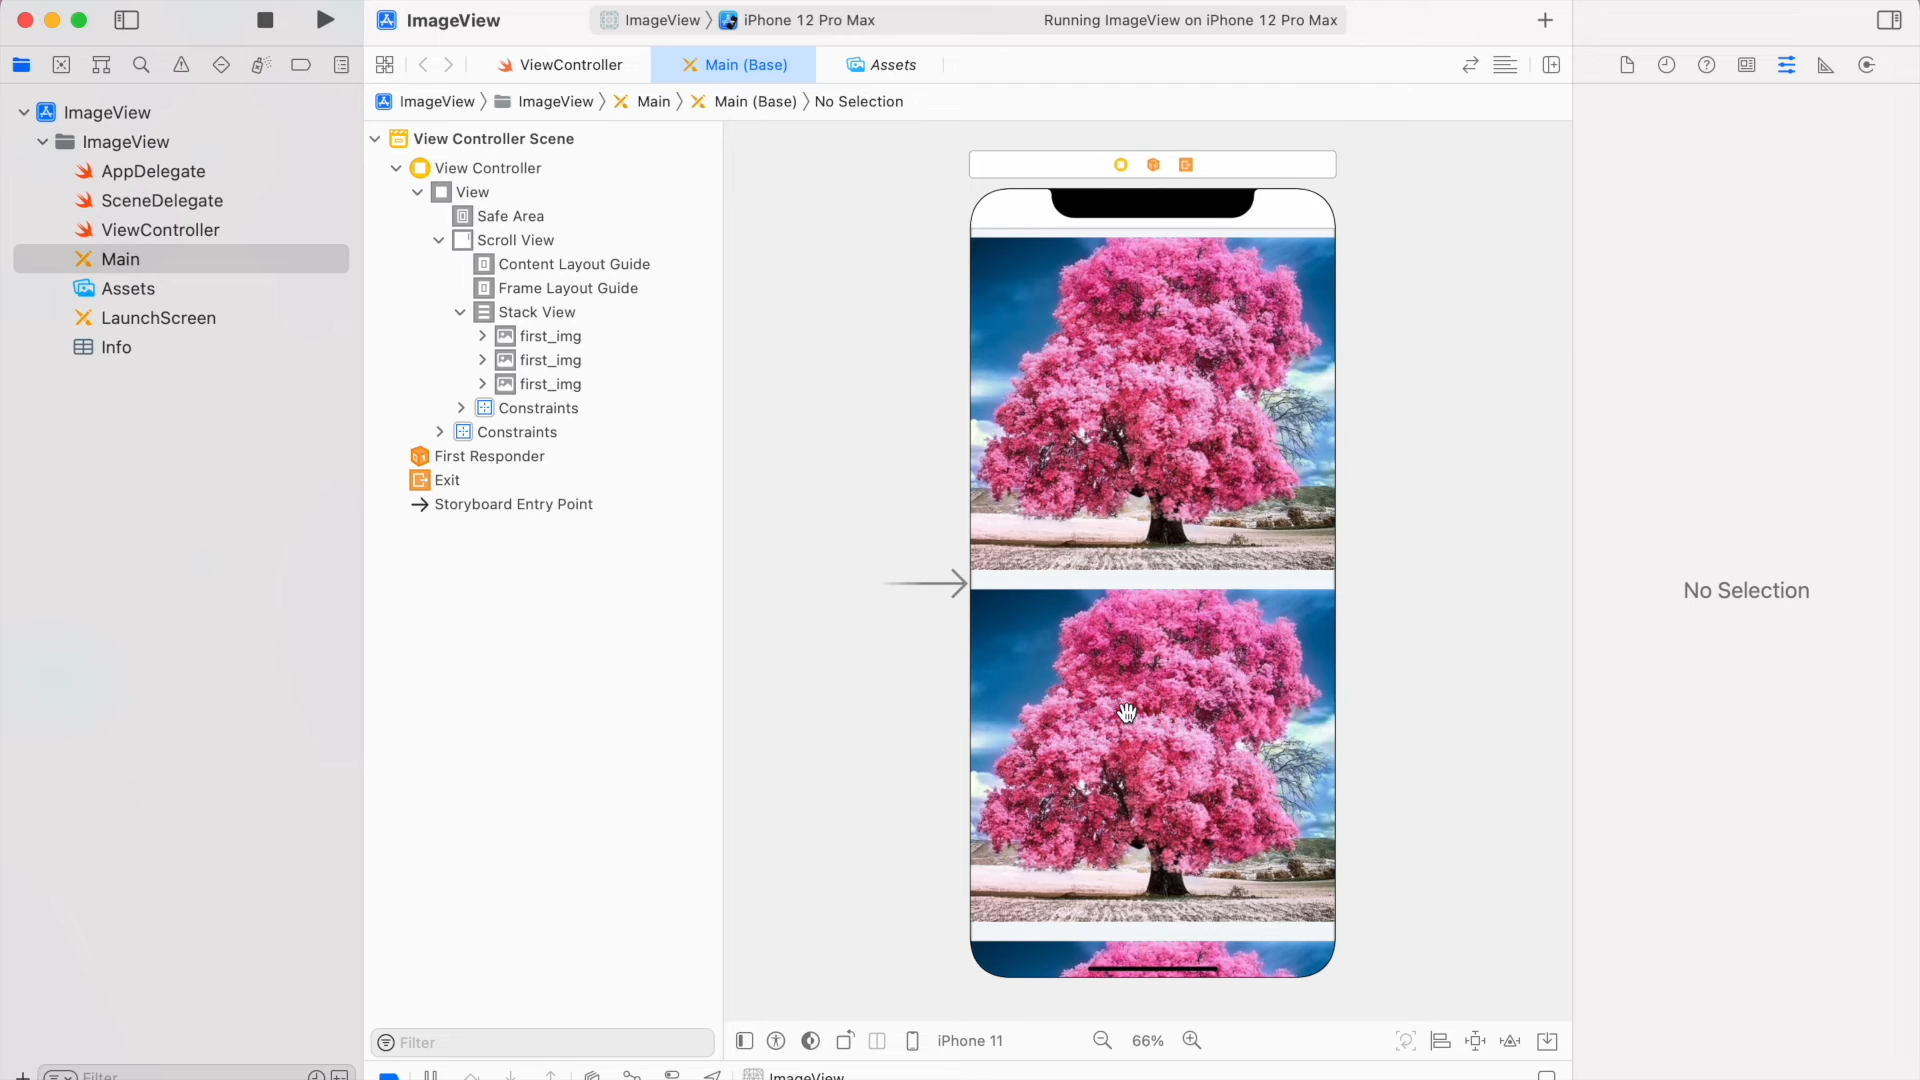 ImageView
ImageView 〉 iPhone 12 Pro Max
Running ImageView on iPhone 12 Pro Max
ViewController
Main (Base)
Assets
ImageView 〉 ImageView 〉 Main 〉 Main (Base) 〉 No Selection
ImageView
ImageView
AppDelegate
SceneDelegate
ViewController
Main
Assets
LaunchScreen
Info
View Controller Scene
View Controller
View
Safe Area
Scroll View
Content Layout Guide
Frame Layout Guide
Stack View
first_img
first_img
first_img
Constraints
Constraints
First Responder
Exit
Storyboard Entry Point
No Selection
Filter
iPhone 11
66%
Filter
ImageView